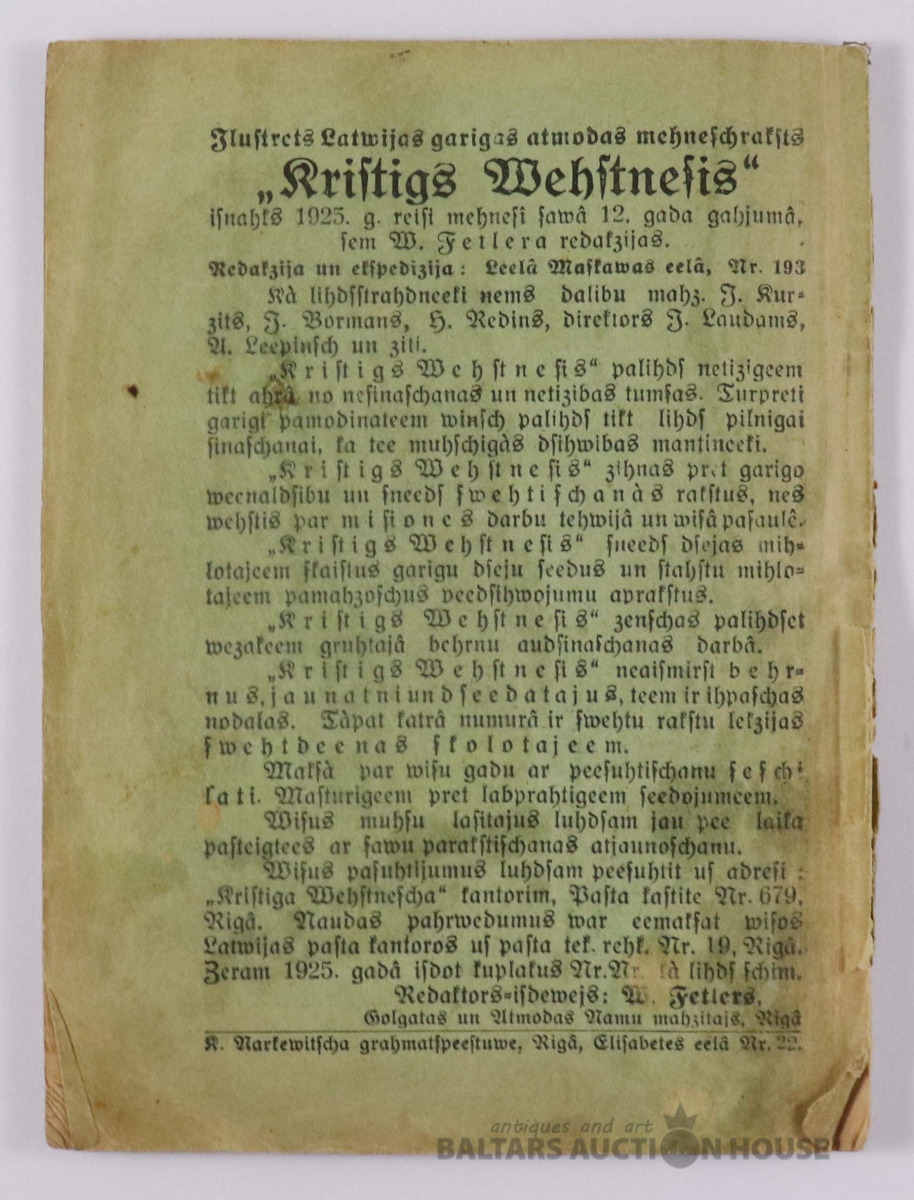 Iluſtrets Latwijas garigas atmodas mehneſchrakſts
„Kriſtigs Wehſtneſis“
iſnahks 1925. g. reiſi mehneſî ſawâ 12. gada gahjumâ,
ſem W. Fetlera redakzijas.
Redakzija un ekſpedizija: Leelâ Maſkawas eelâ, Nr. 193
Kà lihdſſtrahdneeki nems dalibu mahz. J. Kur-
zits, J. Bormans, H. Redins, direktors J. Laudams,
A. Leepinſch un ziti.
„Kriſtigs Wehſtneſis“ palihdſ netizigeem
tikt ahrâ no neſinaſchanas un netizibas tumſas. Turpreti
garigi pamodinateem winſch palihdſ tikt lihdſ pilnigai
ſinaſchanai, ka tee muhſchigàs dſihwibas mantineeki.
„Kriſtigs Wehſtneſis“ zihnas pret garigo
weenaldſibu un ſneedſ ſwehtiſchanàs rakſtus, nes
wehſtis par miſiones darbu tehwijâ un wiſâ paſaulê.
„Kriſtigs Wehſtneſis“ ſneedſ dſejas mih-
lotajeem ſkaiſtus garigu dſeju ſeedus un ſtahſtu mihlo-
tajeem pamahzoſchus peedſihwojumu aprakſtus.
„Kriſtigs Wehſtneſis“ zenſchas palihdſet
wezakeem gruhtajâ behrnu audſinaſchanas darbâ.
„Kriſtigs Wehſtneſis“ neaiſmirſt behr-
nus, jaunatni un dſeedatajus, teem ir ihpaſchas
nodalas. Tàpat katrâ numurâ ir ſwehtu rakſtu lekzijas
ſwehtdeenas ſkolotajeem.
Makſà par wiſu gadu ar peeſuhtiſchanu ſeſchi
lati. Maſturigeem pret labprahtigeem ſeedojumeem.
Wiſus muhſu laſitajus luhdſam jau pee laika
paſteigtees ar ſawu parakſtiſchanas atjaunoſchanu.
Wiſus paſuhtijumus luhdſam peeſuhtit uſ adreſi:
„Kriſtiga Wehſtneſcha“ kantorim, Paſta kaſtite Nr. 679,
Rigâ. Naudas pahrwedumus war eemakſat wiſos
Latwijas paſta kantoros uſ paſta tek. rehk. Nr. 19, Rigâ.
Zeram 1925. gadâ iſdot kuplakus Nr. Nr. kà lihdſ ſchim.
Redaktors-iſdewejs: W. Fetlers,
Golgatas un Atmodas Namu mahzitajs, Rigâ
K. Narkewitſcha grahmatſpeeſtuwe, Rigâ, Eliſabetes eelâ Nr. 22.
antiques and art
BALTARS AUCTION HOUSE